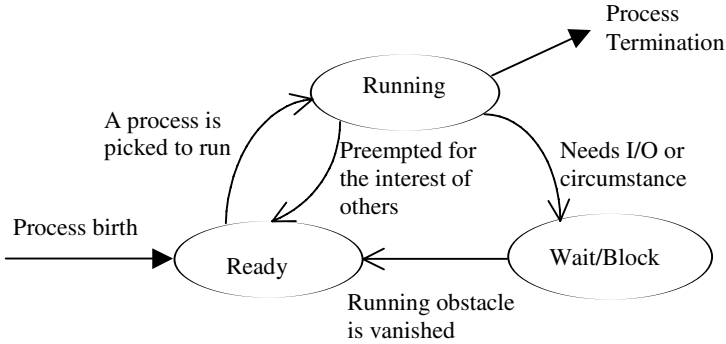 Process
Termination
Running
A process is
picked to run
Preempted for
the interest of
others
Needs I/O or
circumstance
Process birth
Ready
Wait/Block
Running obstacle
is vanished